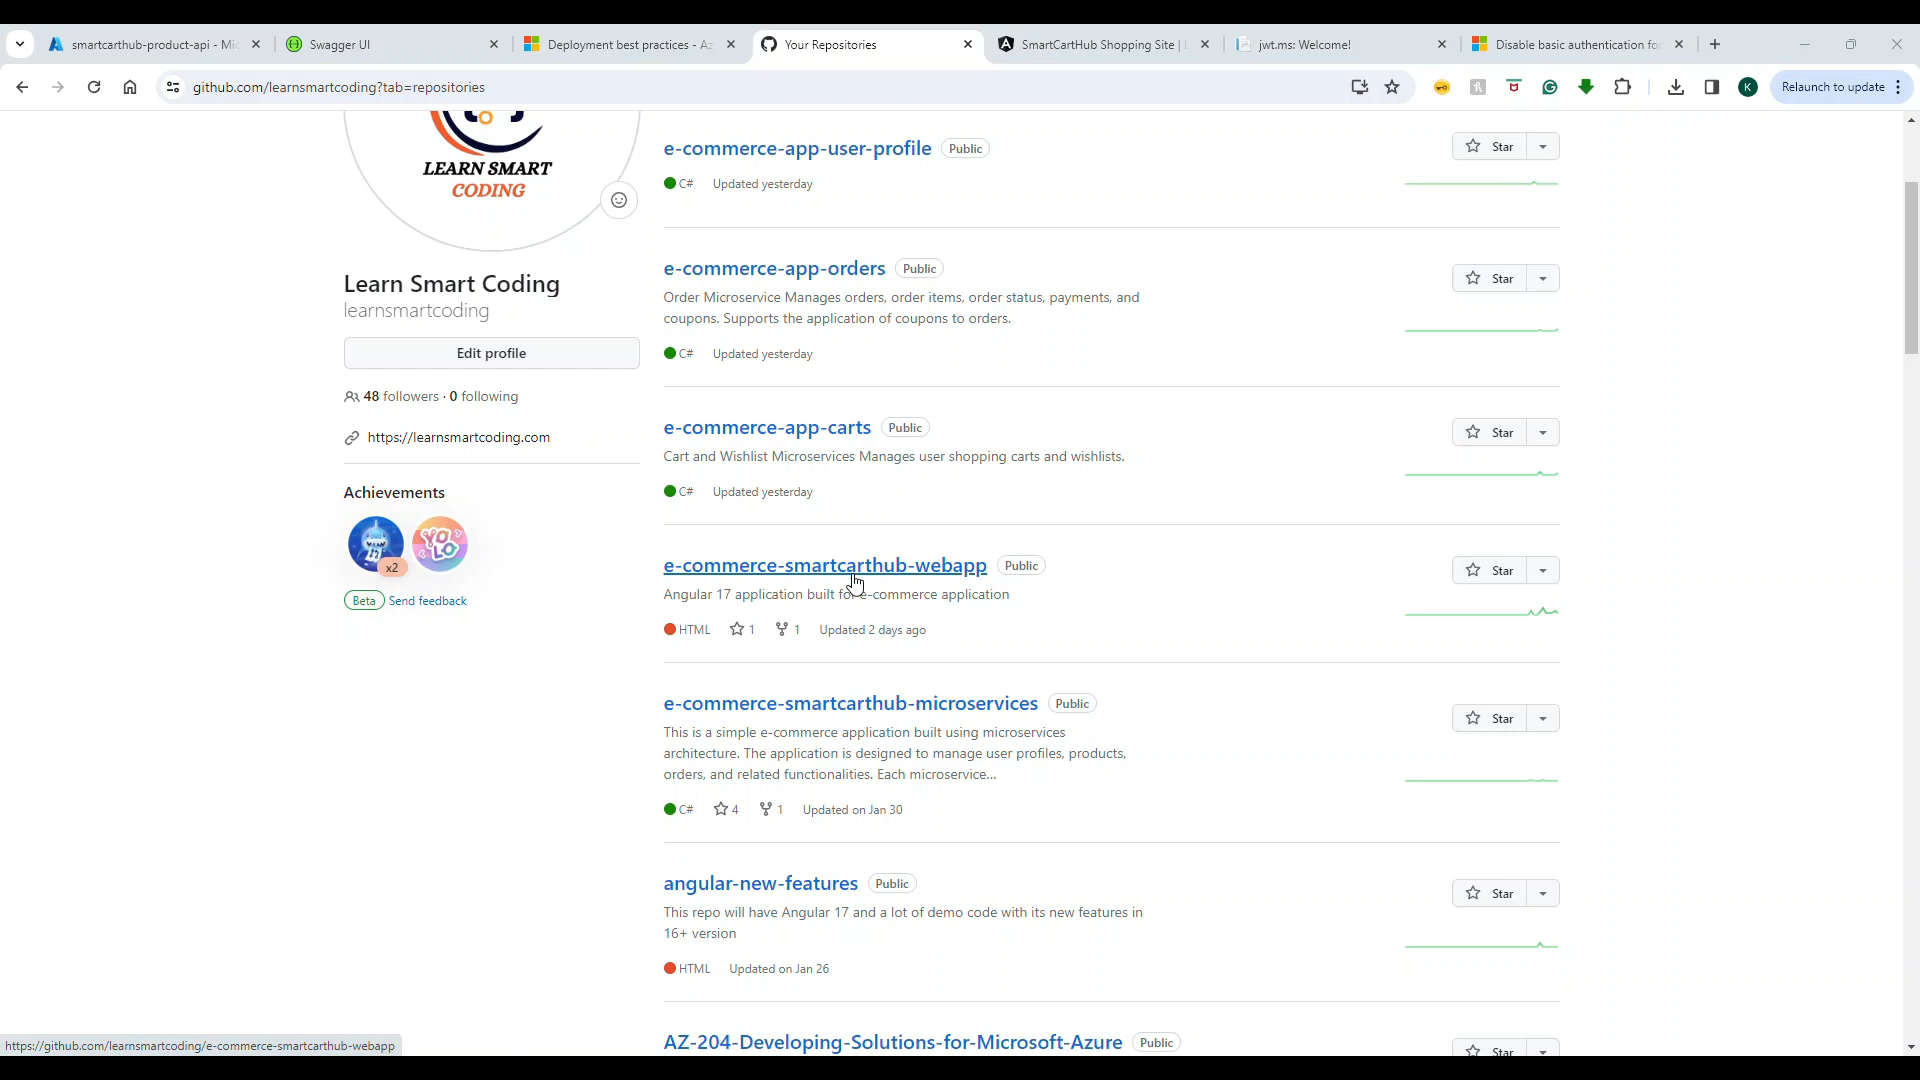 smartcarthub-product-api - Mic
Swagger UI
Deployment best practices - Az
Your Repositories
SmartCartHub Shopping Site |
jwt.ms: Welcome!
Disable basic authentication fo
github.com/learnsmartcoding?tab=repositories
K
Relaunch to update
LEARN SMART
CODING
Learn Smart Coding
learnsmartcoding
Edit profile
48 followers · 0 following
https://learnsmartcoding.com
Achievements
x2
YOLO
Beta Send feedback
e-commerce-app-user-profile Public
Star
C# Updated yesterday
e-commerce-app-orders Public
Star
Order Microservice Manages orders, order items, order status, payments, and
coupons. Supports the application of coupons to orders.
C# Updated yesterday
e-commerce-app-carts Public
Star
Cart and Wishlist Microservices Manages user shopping carts and wishlists.
C# Updated yesterday
e-commerce-smartcarthub-webapp Public
Star
Angular 17 application built for e-commerce application
HTML 1 1 Updated 2 days ago
e-commerce-smartcarthub-microservices Public
Star
This is a simple e-commerce application built using microservices
architecture. The application is designed to manage user profiles, products,
orders, and related functionalities. Each microservice...
C# 4 1 Updated on Jan 30
angular-new-features Public
Star
This repo will have Angular 17 and a lot of demo code with its new features in
16+ version
HTML Updated on Jan 26
AZ-204-Developing-Solutions-for-Microsoft-Azure Public
Star
https://github.com/learnsmartcoding/e-commerce-smartcarthub-webapp